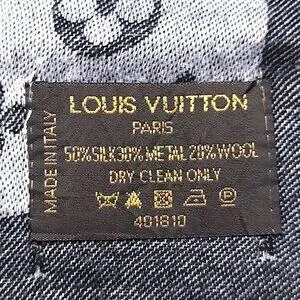 LOUIS VUITTON
PARIS
50%SILK30%METAL20%WOOL
DRY CLEAN ONLY
401810
MADE IN ITALY